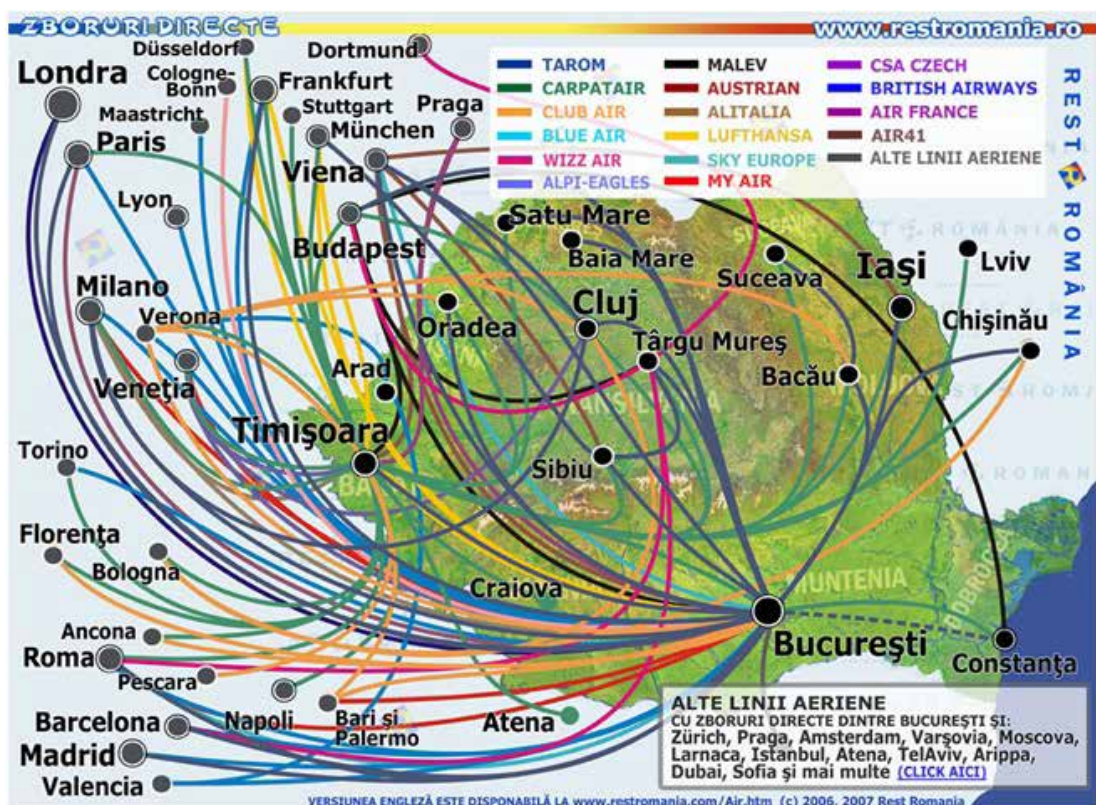 ZBORURI DIRECTE
www.restromania.ro
Düsseldorf
Dortmund
Londra
Cologne-
Bonn
Frankfurt
Maastricht
Stuttgart
Praga
München
Paris
Viena
Lyon
Budapest
TAROM
CARPATAIR
CLUB AIR
BLUE AIR
WIZZ AIR
ALPI-EAGLES
MALEV
AUSTRIAN
ALITALIA
LUFTHANSA
SKY EUROPE
MY AIR
CSA CZECH
BRITISH AIRWAYS
AIR FRANCE
AIR41
ALTE LINII AERIENE
REST ROMÂNIA
Satu Mare
Baia Mare
Suceava
Iaşi
Lviv
Milano
Verona
Oradea
Cluj
Chişinău
Târgu Mureş
Veneţia
Arad
Bacău
Timişoara
Torino
Sibiu
Florenţa
Bologna
Craiova
MUNTENIA
Ancona
Bucureşti
Roma
Constanţa
Pescara
Napoli
Bari şi
Palermo
Atena
Barcelona
Madrid
Valencia
ALTE LINII AERIENE
CU ZBORURI DIRECTE DINTRE BUCUREŞTI ŞI:
Zürich, Praga, Amsterdam, Varşovia, Moscova,
Larnaca, Istanbul, Atena, TelAviv, Arippa,
Dubai, Sofia şi mai multe (CLICK AICI)
VERSIUNEA ENGLEZĂ ESTE DISPONABILĂ LA www.restromania.com/Air.htm (c) 2006, 2007 Rest Romania